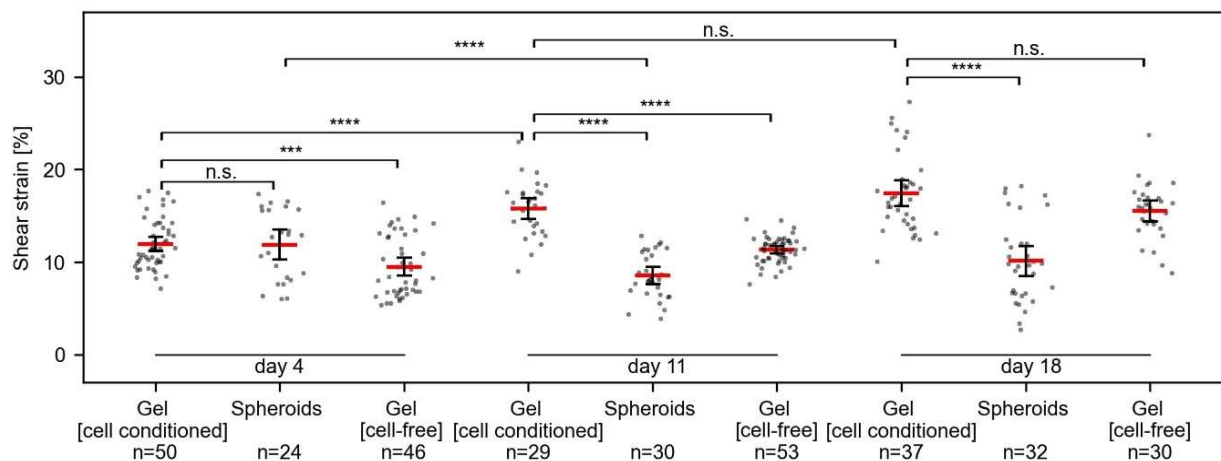 n.s.
n.s.
****
****
30
****
****
****
***
20
n.s.
Shear strain [%]
10
0
day 4
day 11
day 18
Gel Spheroids Gel Gel Spheroids Gel Gel Spheroids Gel
[cell conditioned] [cell-free] [cell conditioned] [cell-free] [cell conditioned] [cell-free]
n=50 n=24 n=46 n=29 n=30 n=53 n=37 n=32 n=30